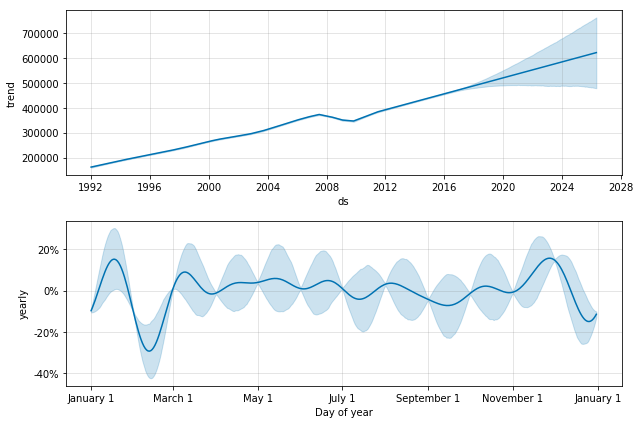 700000
600000
500000
400000
300000
200000
trend
1992 1996 2000 2004 2008 2012 2016 2020 2024 2028
ds
20%
0%
-20%
-40%
yearly
January 1 March 1 May 1 July 1 September 1 November 1 January 1
Day of year